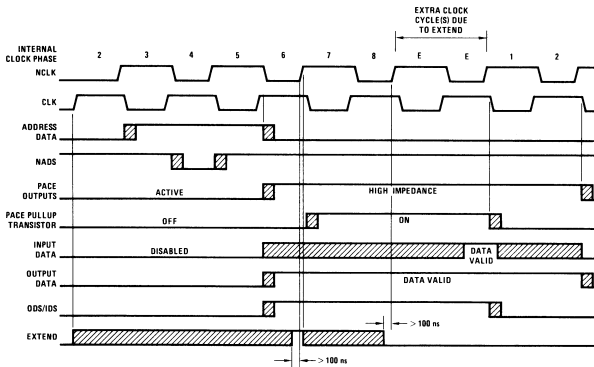 EXTRA CLOCK
CYCLE(S) DUE
TO EXTEND
INTERNAL
CLOCK PHASE
2 3 4 5 6 7 8 E E 1 2
NCLK
CLK
ADDRESS
DATA
NADS
PACE
OUTPUTS
ACTIVE
HIGH IMPEDANCE
PACE PULLUP
TRANSISTOR
OFF
ON
INPUT
DATA
DISABLED
DATA
VALID
OUTPUT
DATA
DATA VALID
ODS/IDS
> 100 ns
EXTEND
> 100 ns